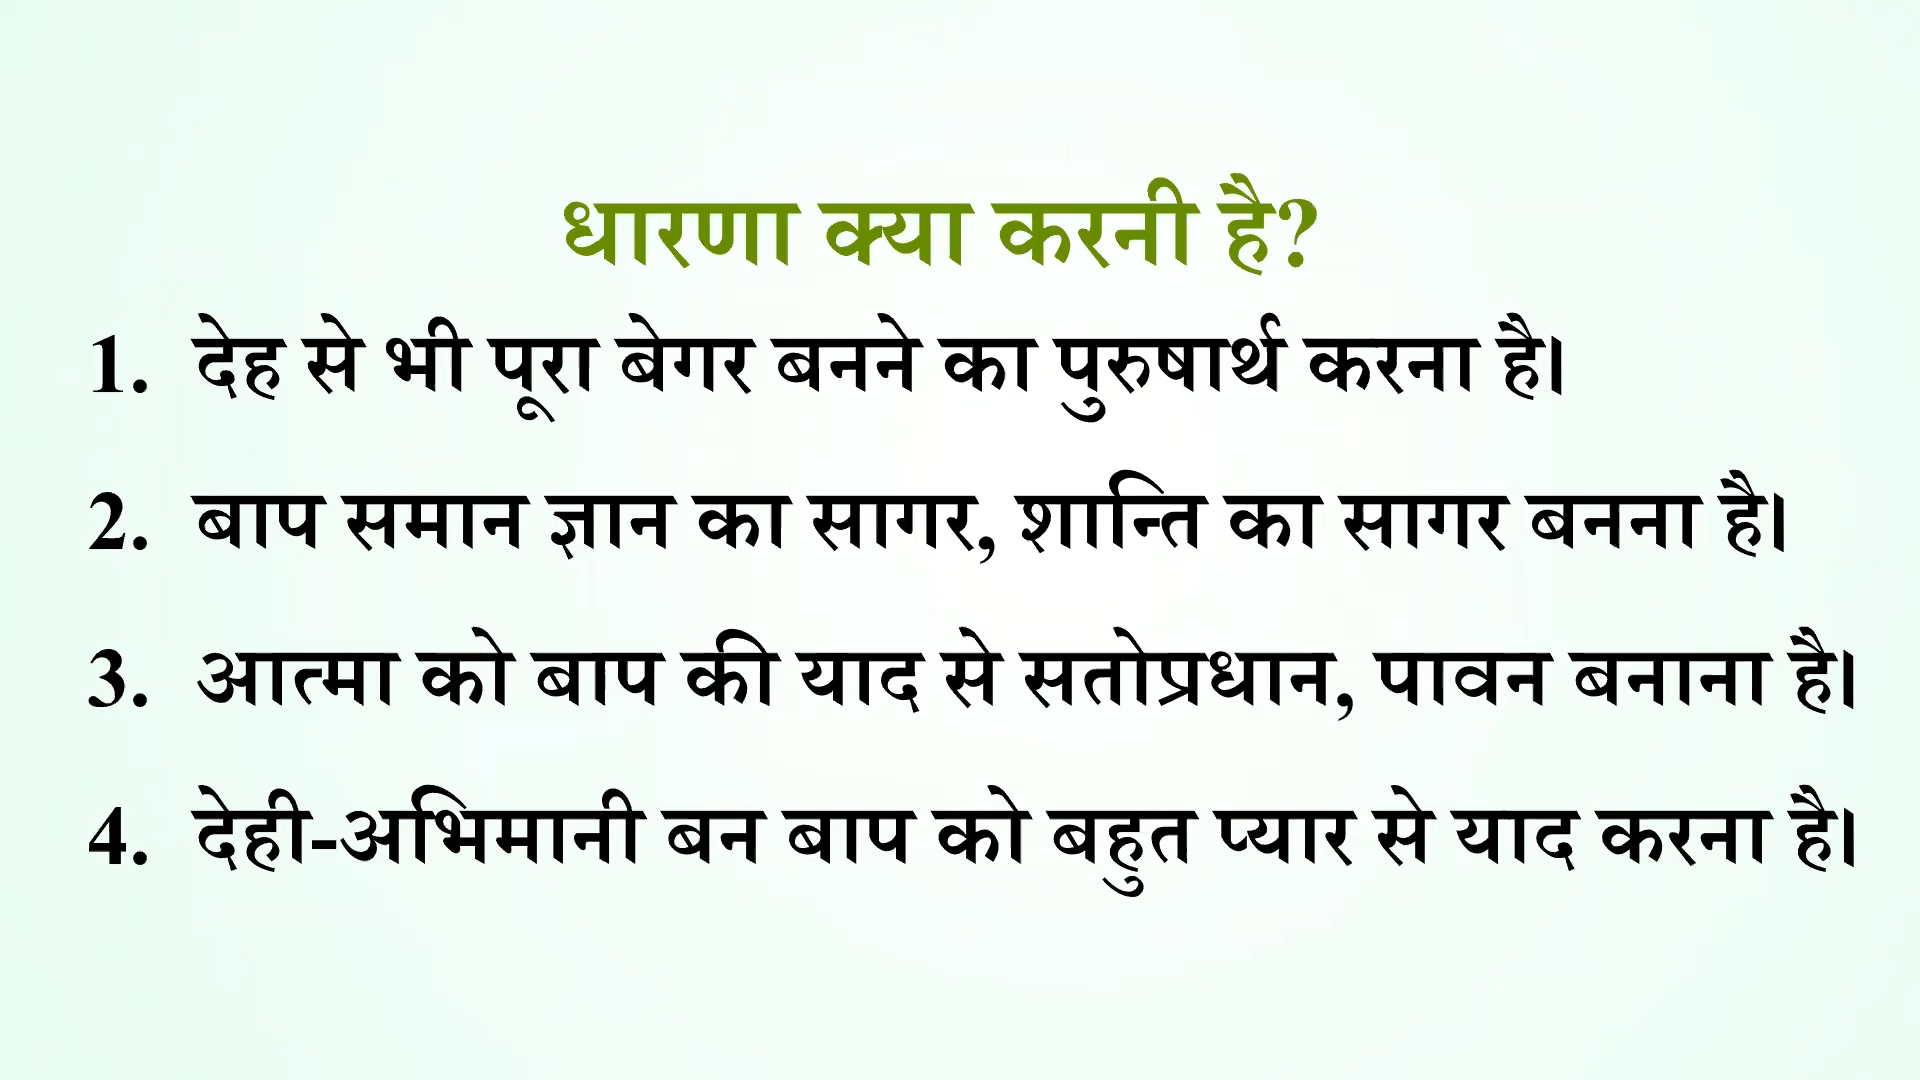 धारणा क्या करनी है?
1. देह से भी पूरा बेगर बनने का पुरुषार्थ करना है।
2. बाप समान ज्ञान का सागर, शान्ति का सागर बनना है।
3. आत्मा को बाप की याद से सतोप्रधान, पावन बनाना है।
4. देही-अभिमानी बन बाप को बहुत प्यार से याद करना है।